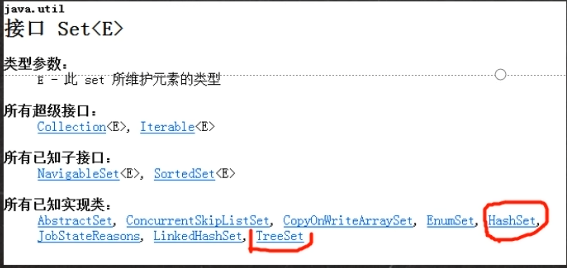 java.util
接口 Set<E>
类型参数：
E - 此 set 所维护元素的类型
所有超级接口：
Collection<E>, Iterable<E>
所有已知子接口：
NavigableSet<E>, SortedSet<E>
所有已知实现类：
AbstractSet, ConcurrentSkipListSet, CopyOnWriteArraySet, EnumSet, HashSet,
JobStateReasons, LinkedHashSet, TreeSet